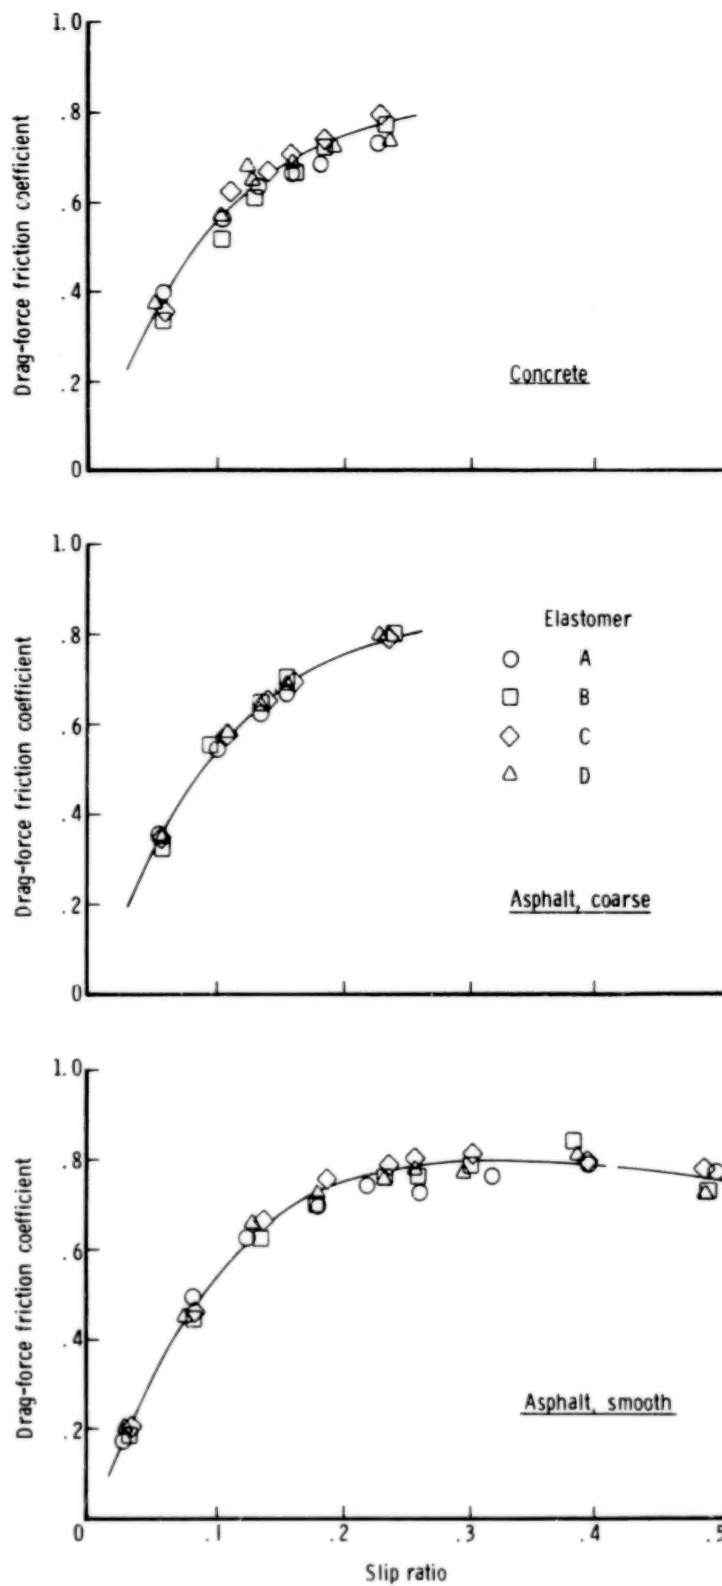 1.0
.8
.6
.4
.2
0
Drag-force friction coefficient
Concrete
1.0
.8
.6
.4
.2
0
Drag-force friction coefficient
Elastomer
A
B
C
D
Asphalt, coarse
1.0
.8
.6
.4
.2
Drag-force friction coefficient
Asphalt, smooth
0 .1 .2 .3 .4 .5
Slip ratio